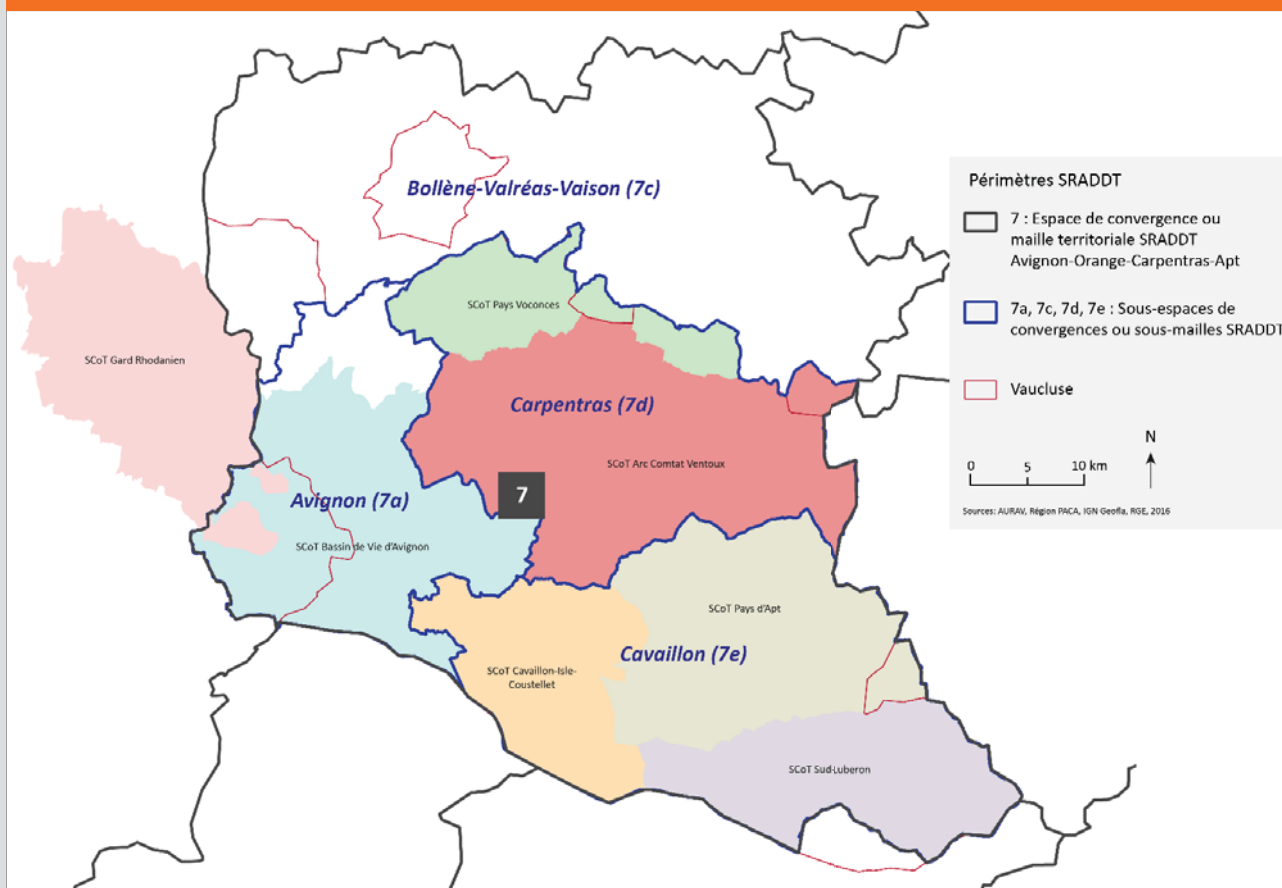 Bollène-Valréas-Vaison (7c)
SCoT Pays Voconces
SCoT Gard Rhodanien
Carpentras (7d)
SCoT Arc Comtat Ventoux
7
Avignon (7a)
SCoT Bassin de Vie d'Avignon
SCoT Pays d'Apt
Cavaillon (7e)
SCoT Cavaillon-Isle-
Coustellet
SCoT Sud-Luberon
Périmètres SRADDT
7 : Espace de convergence ou
maille territoriale SRADDT
Avignon-Orange-Carpentras-Apt
7a, 7c, 7d, 7e : Sous-espaces de
convergences ou sous-mailles SRADDT
Vaucluse
N
0 5 10 km
Sources: AURAV, Région PACA, IGN Geofla, RGE, 2016